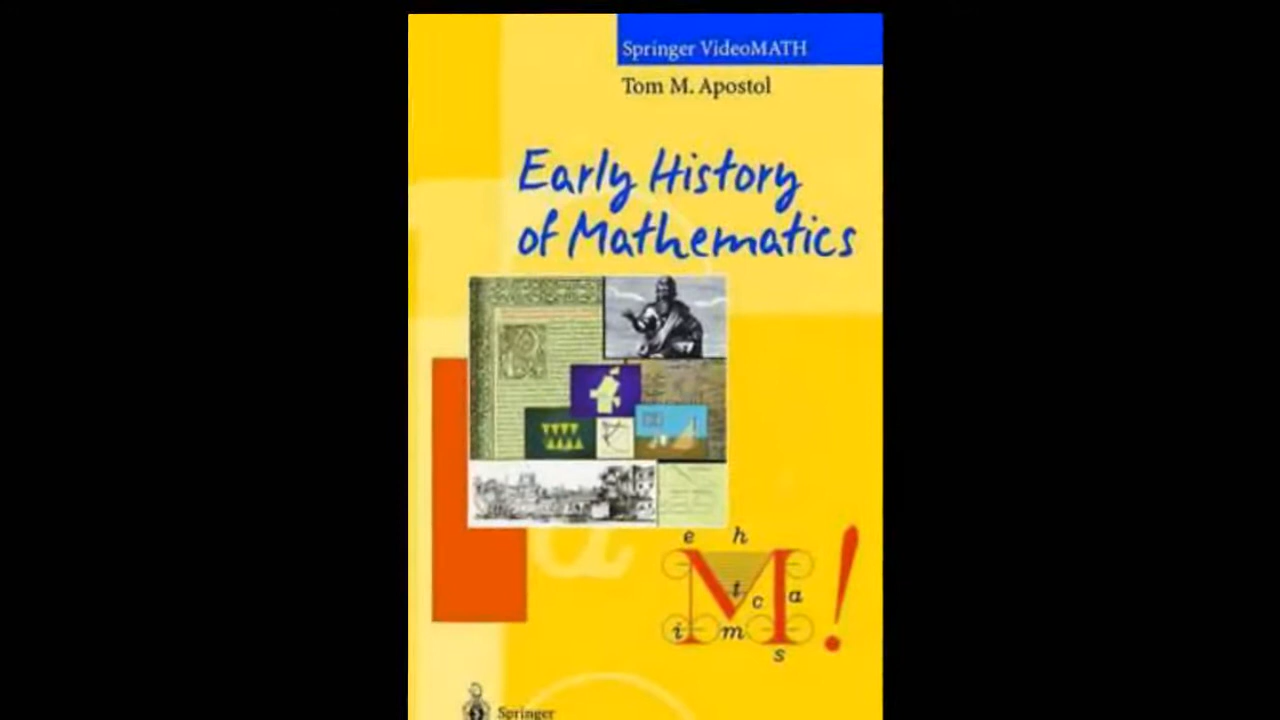 Springer VideoMATH
Tom M. Apostol
Early History
of Mathematics
e h
t c a
i m
s
!
Springer